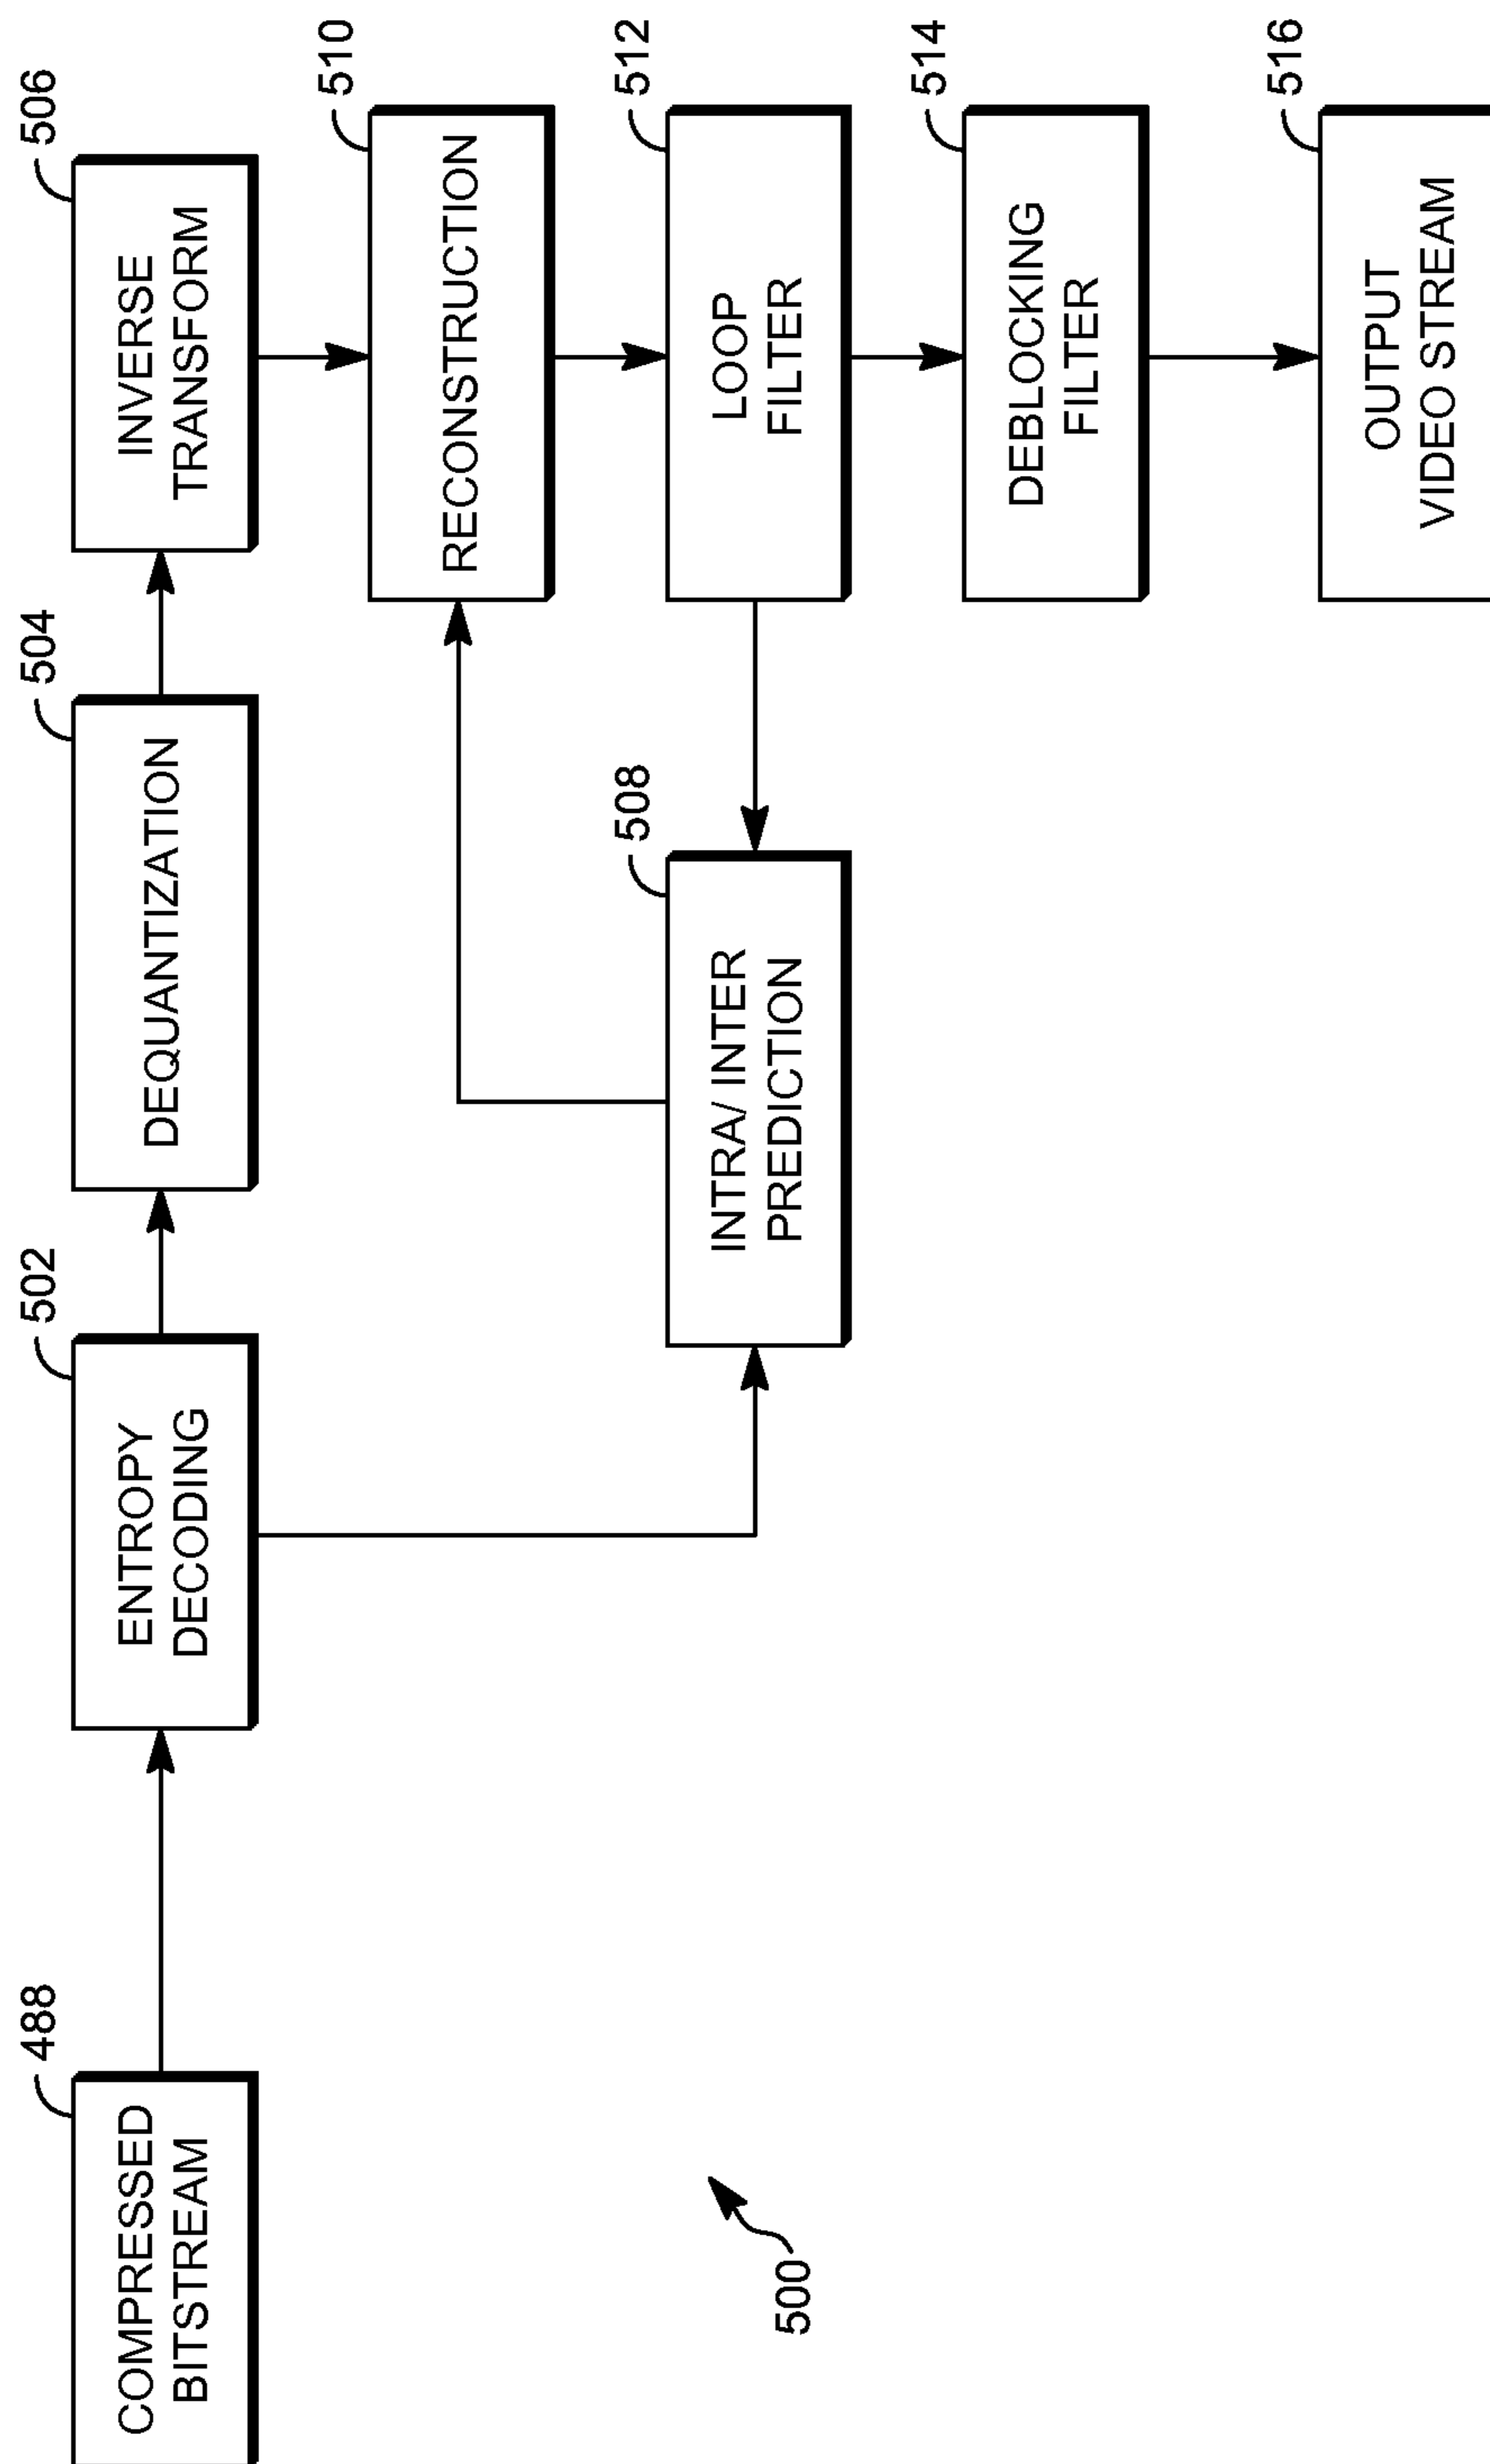 488
COMPRESSED
BITSTREAM
502
ENTROPY
DECODING
504
DEQUANTIZATION
506
INVERSE
TRANSFORM
510
RECONSTRUCTION
508
INTRA/ INTER
PREDICTION
512
LOOP
FILTER
514
DEBLOCKING
FILTER
516
OUTPUT
VIDEO STREAM
500